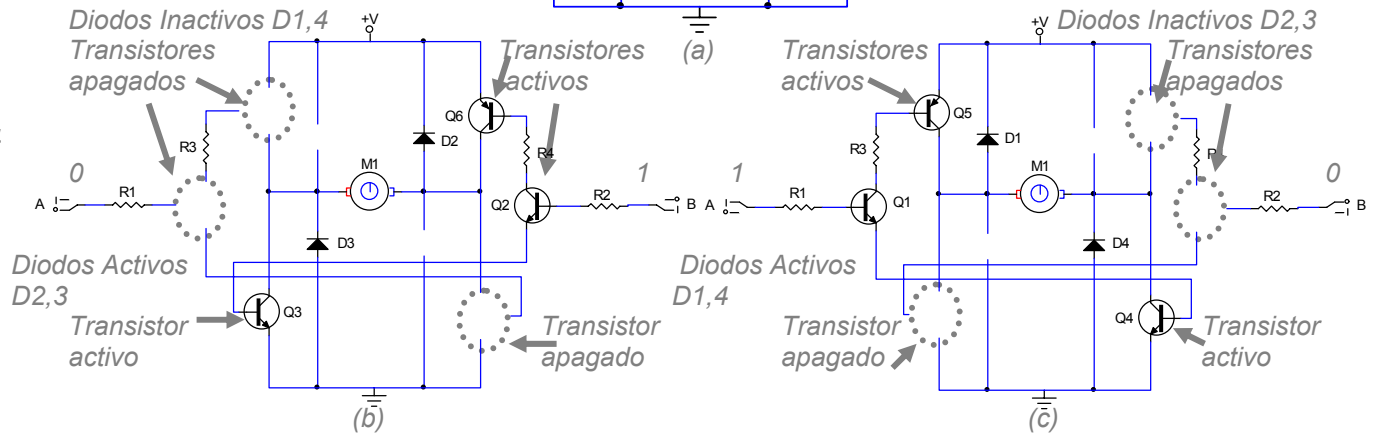 (a)
Diodos Inactivos D1,4
Transistores
apagados
+V
Transistores
activos
Q6
D2
R3
R4
0
M1
1
A
R1
Q2
R2
B
D3
Diodos Activos
D2,3
Transistor
activo
Q3
Transistor
apagado
(b)
Diodos Inactivos D2,3
Transistores
activos
+V
Transistores
apagados
Q5
D1
R3
R
1
M1
0
A
R1
Q1
R2
B
D4
Diodos Activos
D1,4
Transistor
apagado
Q4
Transistor
activo
(c)